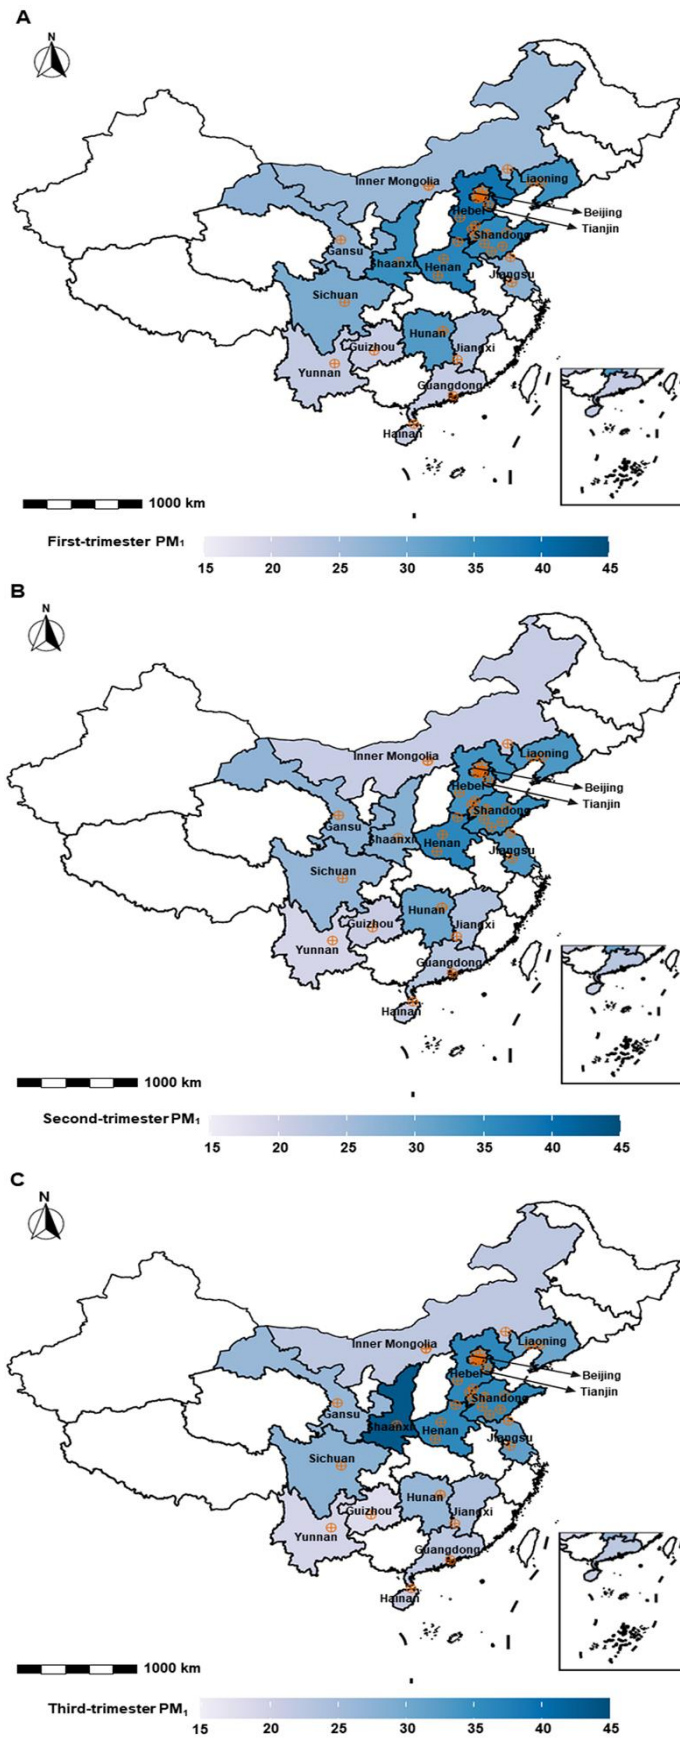 A
N
Inner Mongolia
Liaoning
Beijing
Hebei
Tianjin
Shandong
Gansu
Shaanxi
Henan
Jiangsu
Sichuan
Hunan
Guizhou
Jiangxi
Yunnan
Guangdong
Hainan
1000 km
First-trimester PM₁
15 20 25 30 35 40 45
B
N
Inner Mongolia
Liaoning
Beijing
Hebei
Tianjin
Shandong
Gansu
Shaanxi
Henan
Jiangsu
Sichuan
Hunan
Guizhou
Jiangxi
Yunnan
Guangdong
Hainan
1000 km
Second-trimester PM₁
15 20 25 30 35 40 45
C
N
Inner Mongolia
Liaoning
Beijing
Hebei
Tianjin
Shandong
Gansu
Shaanxi
Henan
Jiangsu
Sichuan
Hunan
Guizhou
Jiangxi
Yunnan
Guangdong
Hainan
1000 km
Third-trimester PM₁
15 20 25 30 35 40 45